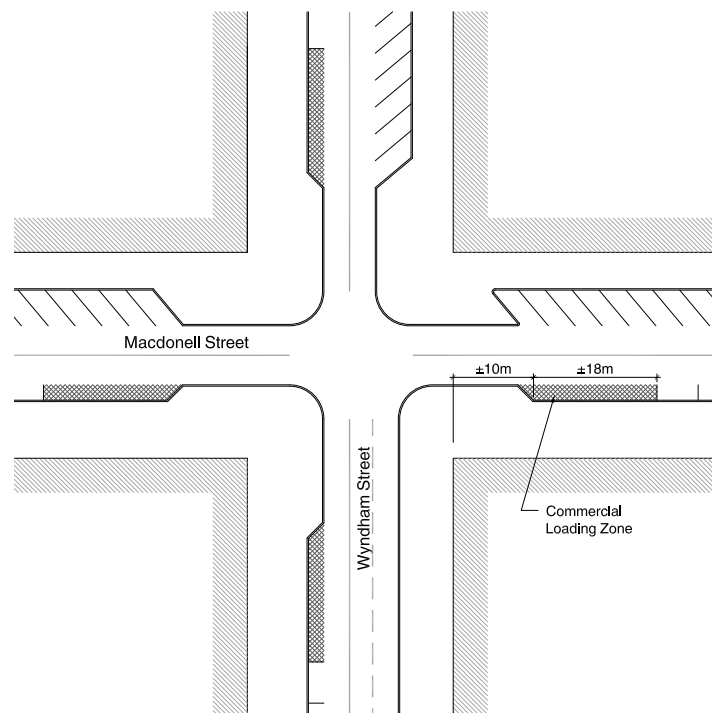 Macdonell Street
±10m
±18m
Wyndham Street
Commercial
Loading Zone